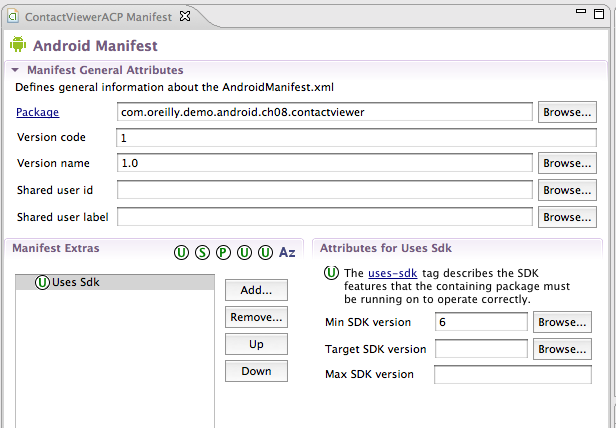 ContactViewerACP Manifest
Android Manifest
Manifest General Attributes
Defines general information about the AndroidManifest.xml
Package com.oreilly.demo.android.ch08.contactviewer Browse...
Version code 1
Version name 1.0 Browse...
Shared user id Browse...
Shared user label Browse...
Manifest Extras U S P U U Az
U Uses Sdk
Add...
Remove...
Up
Down
Attributes for Uses Sdk
U The uses-sdk tag describes the SDK
features that the containing package must
be running on to operate correctly.
Min SDK version 6 Browse...
Target SDK version Browse...
Max SDK version